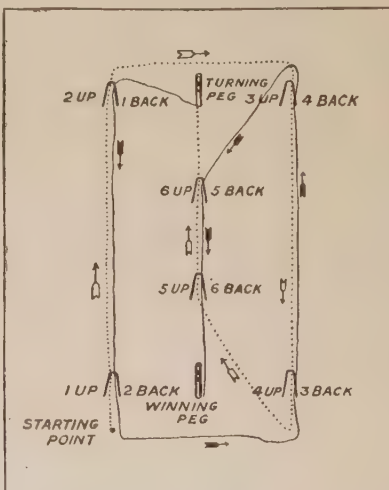 TURNING
2 UP 1 BACK PEG 3 UP 4 BACK
6 UP 5 BACK
5 UP 6 BACK
1 UP 2 BACK 4 UP 3 BACK
WINNING
STARTING PEG
POINT